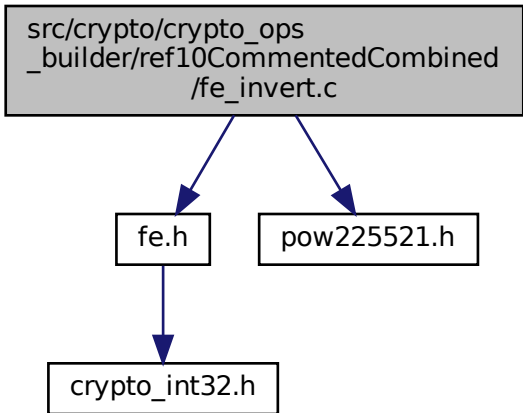 src/crypto/crypto_ops
_builder/ref10CommentedCombined
/fe_invert.c
fe.h
pow225521.h
crypto_int32.h